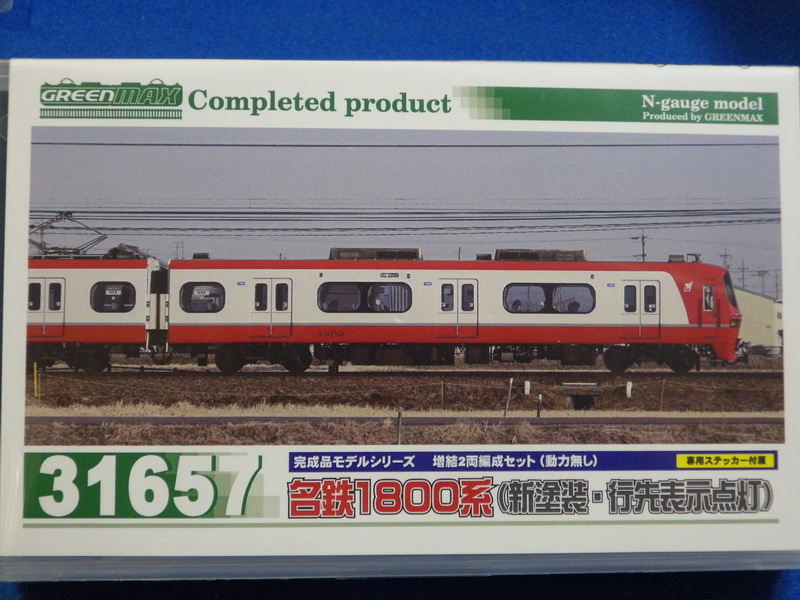 GREENMAX Completed product
N-gauge model
Produced by GREENMAX
31657
完成品モデルシリーズ 増結2両編成セット(動力無し)
専用ステッカー付属
名鉄1800系(新塗装・行先表示点灯)